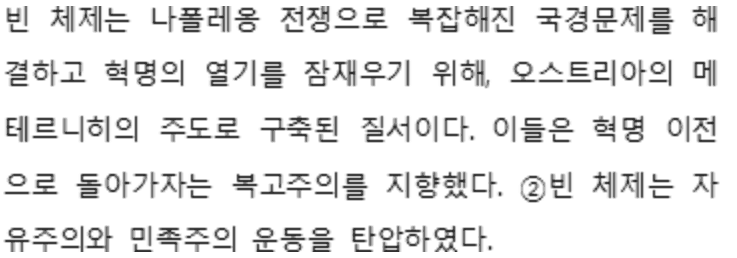 빈 체제는 나폴레옹 전쟁으로 복잡해진 국경문제를 해
결하고 혁명의 열기를 잠재우기 위해, 오스트리아의 메
테르니히의 주도로 구축된 질서이다. 이들은 혁명 이전
으로 돌아가자는 복고주의를 지향했다. ②빈 체제는 자
유주의와 민족주의 운동을 탄압하였다.